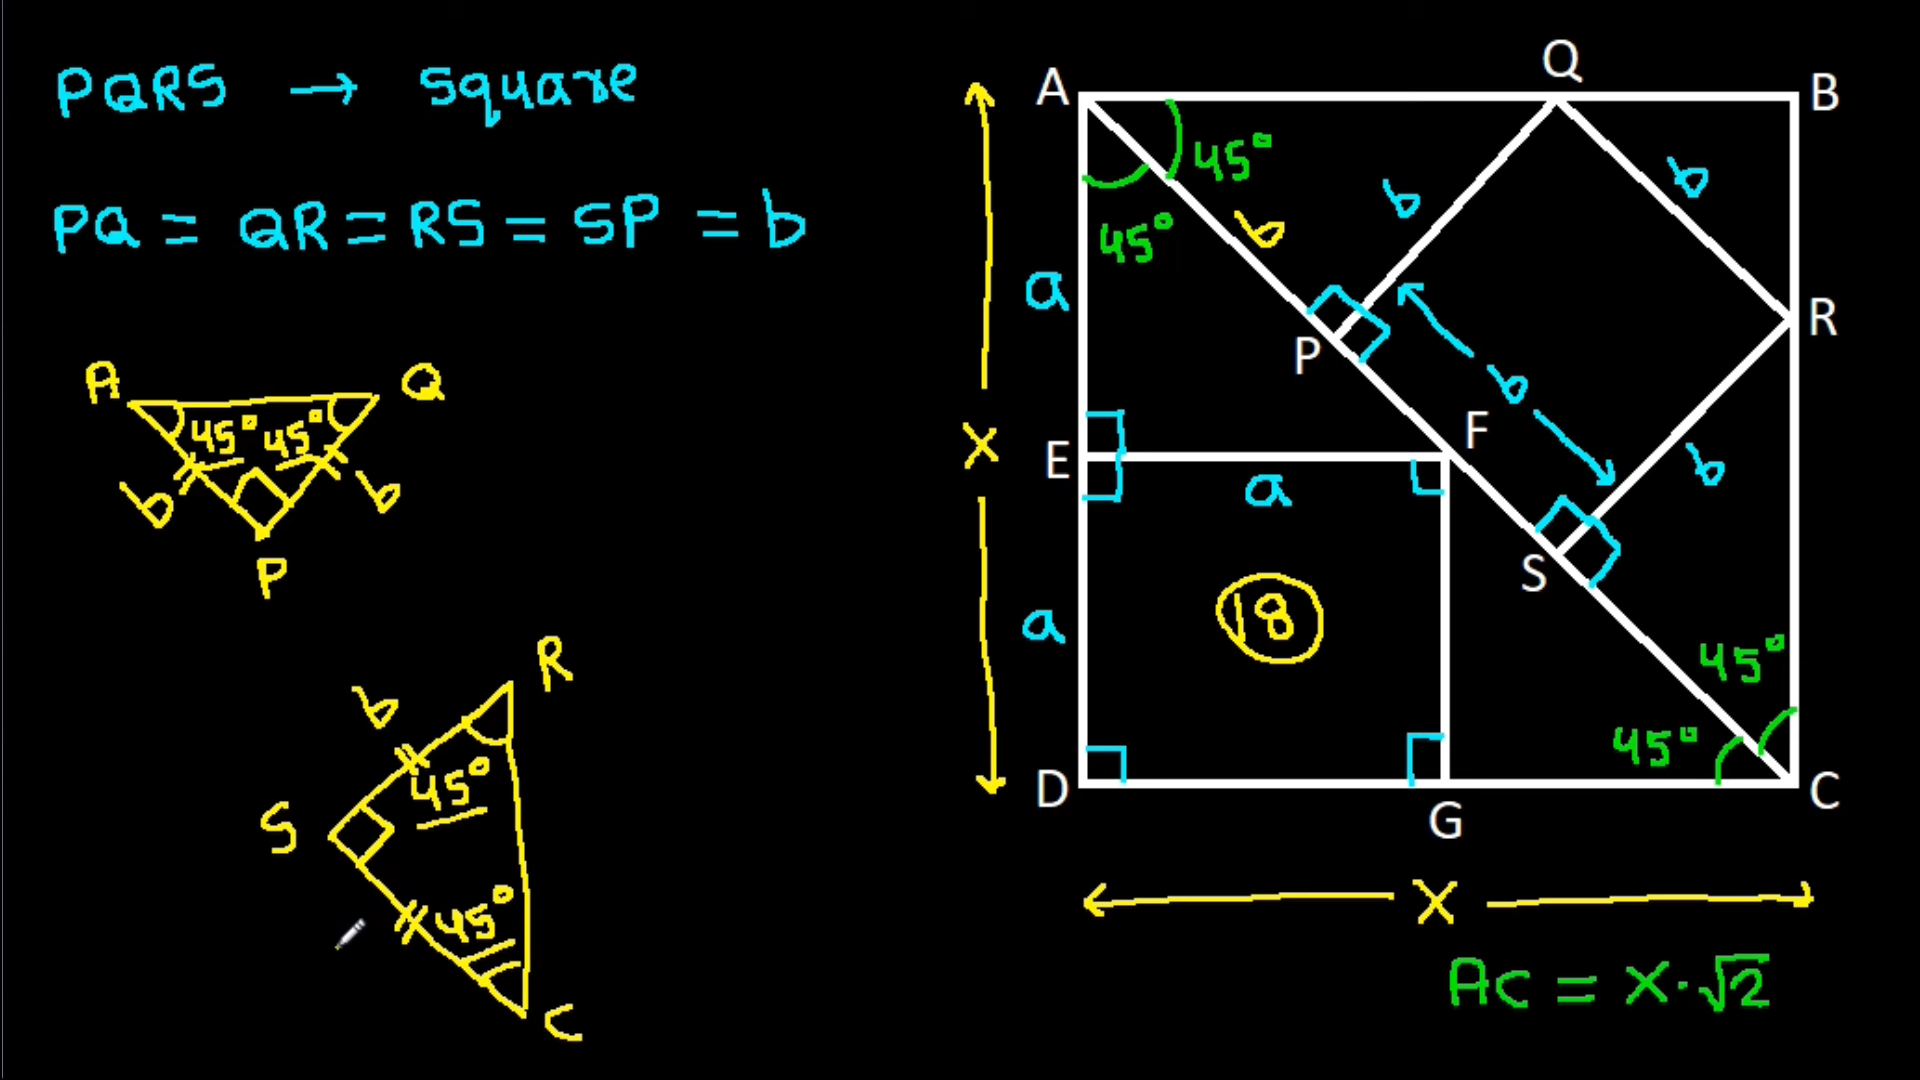 PQRS → square
PQ = QR = RS = SP = b
A
Q
45°
45°
b
b
P
R
b
45°
S
45°
C
A
Q
B
45°
45°
b
b
b
a
P
b
R
x
E
F
a
b
S
a
18
45°
45°
D
G
C
x
AC = x·√2